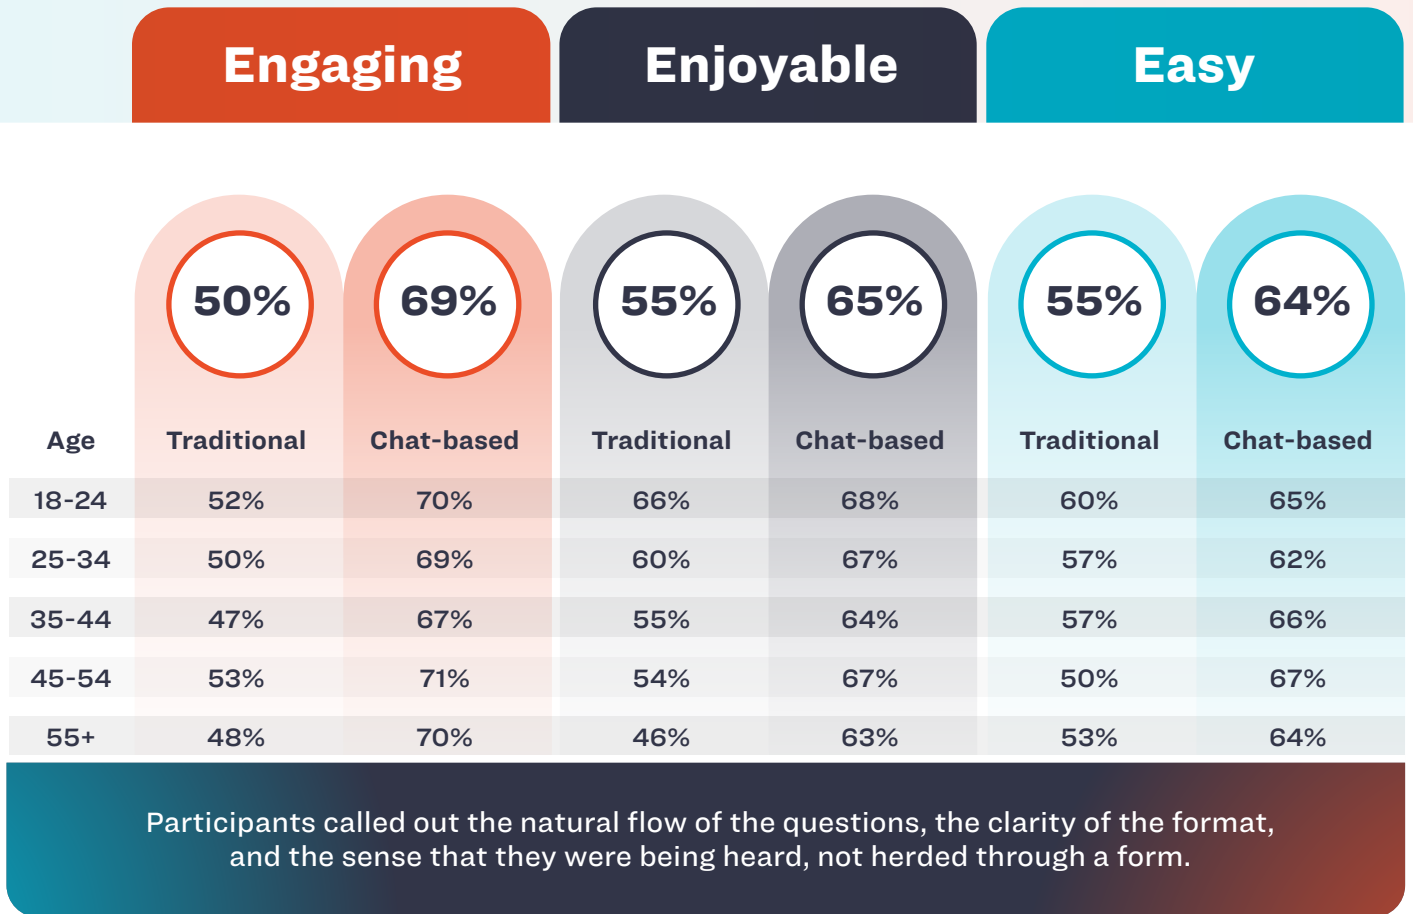 Engaging Enjoyable Easy
50% 69% 55% 65% 55% 64%
Age Traditional Chat-based Traditional Chat-based Traditional Chat-based
18-24 52% 70% 66% 68% 60% 65%
25-34 50% 69% 60% 67% 57% 62%
35-44 47% 67% 55% 64% 57% 66%
45-54 53% 71% 54% 67% 50% 67%
55+ 48% 70% 46% 63% 53% 64%
Participants called out the natural flow of the questions, the clarity of the format,
and the sense that they were being heard, not herded through a form.